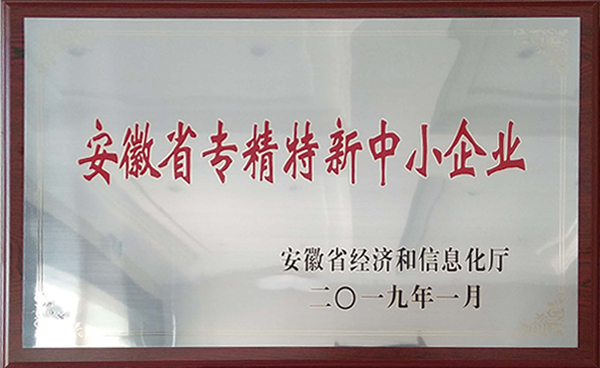 安徽省专精特新中小企业
安徽省经济和信息化厅
二〇一九年一月